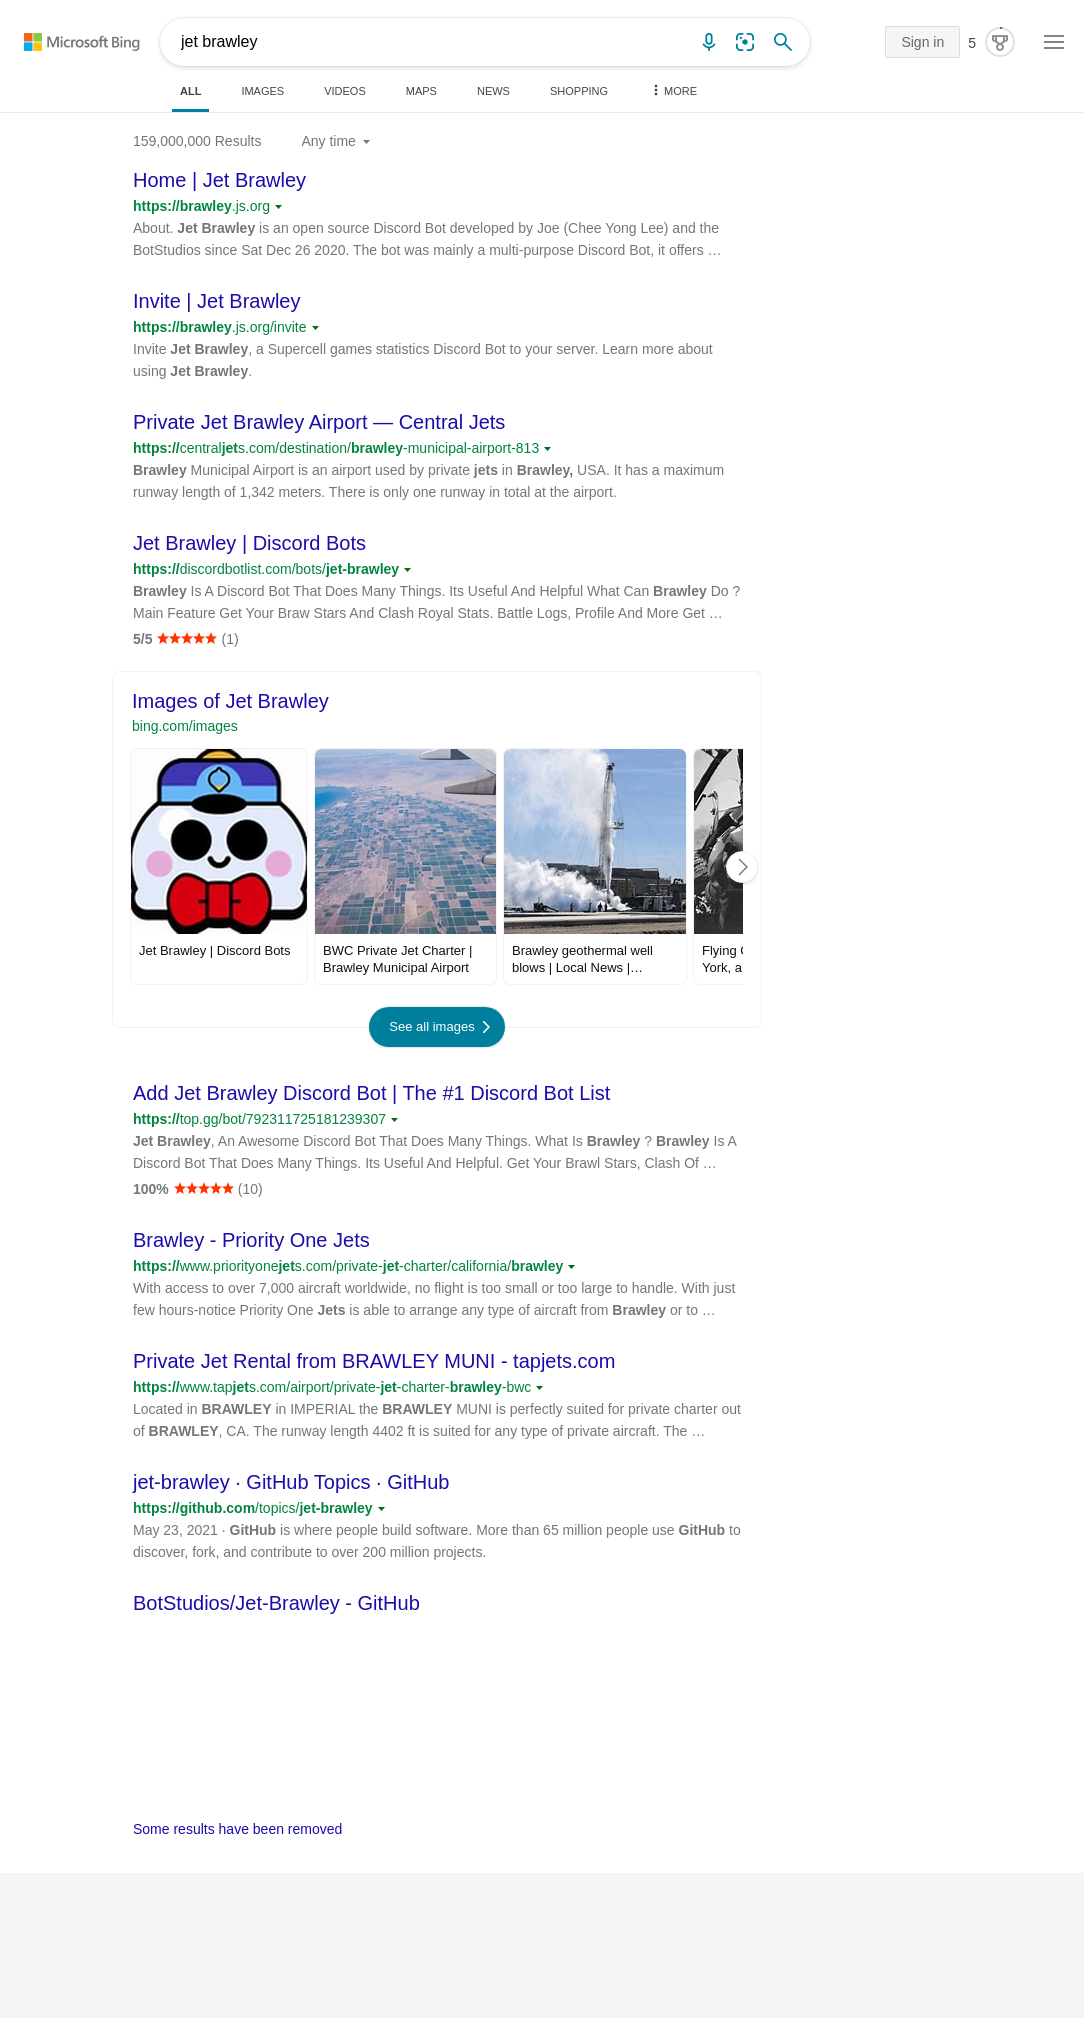 Microsoft Bing
jet brawley
Sign in
5
ALL
IMAGES
VIDEOS
MAPS
NEWS
SHOPPING
MORE
159,000,000 Results
Any time
Home | Jet Brawley
https://brawley.js.org
About. Jet Brawley is an open source Discord Bot developed by Joe (Chee Yong Lee) and the
BotStudios since Sat Dec 26 2020. The bot was mainly a multi-purpose Discord Bot, it offers …
Invite | Jet Brawley
https://brawley.js.org/invite
Invite Jet Brawley, a Supercell games statistics Discord Bot to your server. Learn more about
using Jet Brawley.
Private Jet Brawley Airport — Central Jets
https://centraljets.com/destination/brawley-municipal-airport-813
Brawley Municipal Airport is an airport used by private jets in Brawley, USA. It has a maximum
runway length of 1,342 meters. There is only one runway in total at the airport.
Jet Brawley | Discord Bots
https://discordbotlist.com/bots/jet-brawley
Brawley Is A Discord Bot That Does Many Things. Its Useful And Helpful What Can Brawley Do ?
Main Feature Get Your Braw Stars And Clash Royal Stats. Battle Logs, Profile And More Get …
5/5 ★★★★★ (1)
Images of Jet Brawley
bing.com/images
Jet Brawley | Discord Bots
BWC Private Jet Charter |
Brawley Municipal Airport
Brawley geothermal well
blows | Local News |…
Flying
York, a
See all images
Add Jet Brawley Discord Bot | The #1 Discord Bot List
https://top.gg/bot/792311725181239307
Jet Brawley, An Awesome Discord Bot That Does Many Things. What Is Brawley ? Brawley Is A
Discord Bot That Does Many Things. Its Useful And Helpful. Get Your Brawl Stars, Clash Of …
100% ★★★★★ (10)
Brawley - Priority One Jets
https://www.priorityonejets.com/private-jet-charter/california/brawley
With access to over 7,000 aircraft worldwide, no flight is too small or too large to handle. With just
few hours-notice Priority One Jets is able to arrange any type of aircraft from Brawley or to …
Private Jet Rental from BRAWLEY MUNI - tapjets.com
https://www.tapjets.com/airport/private-jet-charter-brawley-bwc
Located in BRAWLEY in IMPERIAL the BRAWLEY MUNI is perfectly suited for private charter out
of BRAWLEY, CA. The runway length 4402 ft is suited for any type of private aircraft. The …
jet-brawley · GitHub Topics · GitHub
https://github.com/topics/jet-brawley
May 23, 2021 · GitHub is where people build software. More than 65 million people use GitHub to
discover, fork, and contribute to over 200 million projects.
BotStudios/Jet-Brawley - GitHub
Some results have been removed